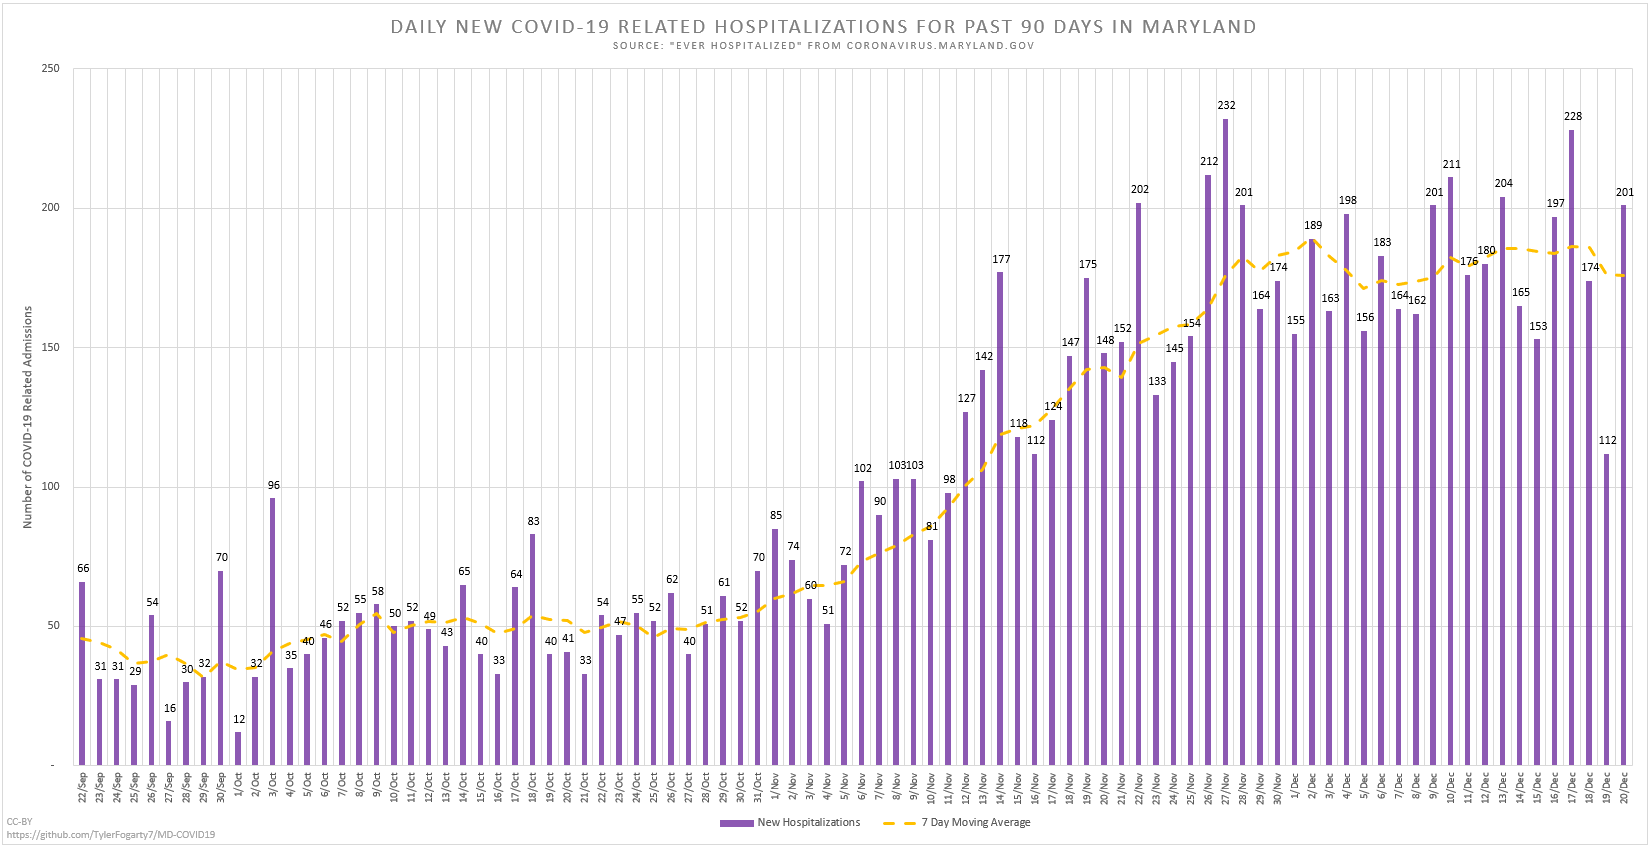 DAILY NEW COVID-19 RELATED HOSPITALIZATIONS FOR PAST 90 DAYS IN MARYLAND
SOURCE: "EVER HOSPITALIZED" FROM CORONAVIRUS.MARYLAND.GOV
Number of COVID-19 Related Admissions
250
200
150
100
50
-
66 31 31 29 54 16 30 32 70 12 32 96 35 40 46 52 55 58 50 52 49 43 65 40 33 64 83 40 41 33 54 47 55 52 62 40 51 61 52 70 85 74 60 51 72 102 90 103 103 81 98 127 142 177 118 112 124 147 175 148 152 202 133 145 154 212 232 201 164 174 155 189 163 198 156 183 164 162 201 211 176 180 204 165 153 197 228 174 112 201
22/Sep 23/Sep 24/Sep 25/Sep 26/Sep 27/Sep 28/Sep 29/Sep 30/Sep 1/Oct 2/Oct 3/Oct 4/Oct 5/Oct 6/Oct 7/Oct 8/Oct 9/Oct 10/Oct 11/Oct 12/Oct 13/Oct 14/Oct 15/Oct 16/Oct 17/Oct 18/Oct 19/Oct 20/Oct 21/Oct 22/Oct 23/Oct 24/Oct 25/Oct 26/Oct 27/Oct 28/Oct 29/Oct 30/Oct 31/Oct 1/Nov 2/Nov 3/Nov 4/Nov 5/Nov 6/Nov 7/Nov 8/Nov 9/Nov 10/Nov 11/Nov 12/Nov 13/Nov 14/Nov 15/Nov 16/Nov 17/Nov 18/Nov 19/Nov 20/Nov 21/Nov 22/Nov 23/Nov 24/Nov 25/Nov 26/Nov 27/Nov 28/Nov 29/Nov 30/Nov 1/Dec 2/Dec 3/Dec 4/Dec 5/Dec 6/Dec 7/Dec 8/Dec 9/Dec 10/Dec 11/Dec 12/Dec 13/Dec 14/Dec 15/Dec 16/Dec 17/Dec 18/Dec 19/Dec 20/Dec
New Hospitalizations 7 Day Moving Average
CC-BY
https://github.com/TylerFogarty7/MD-COVID19